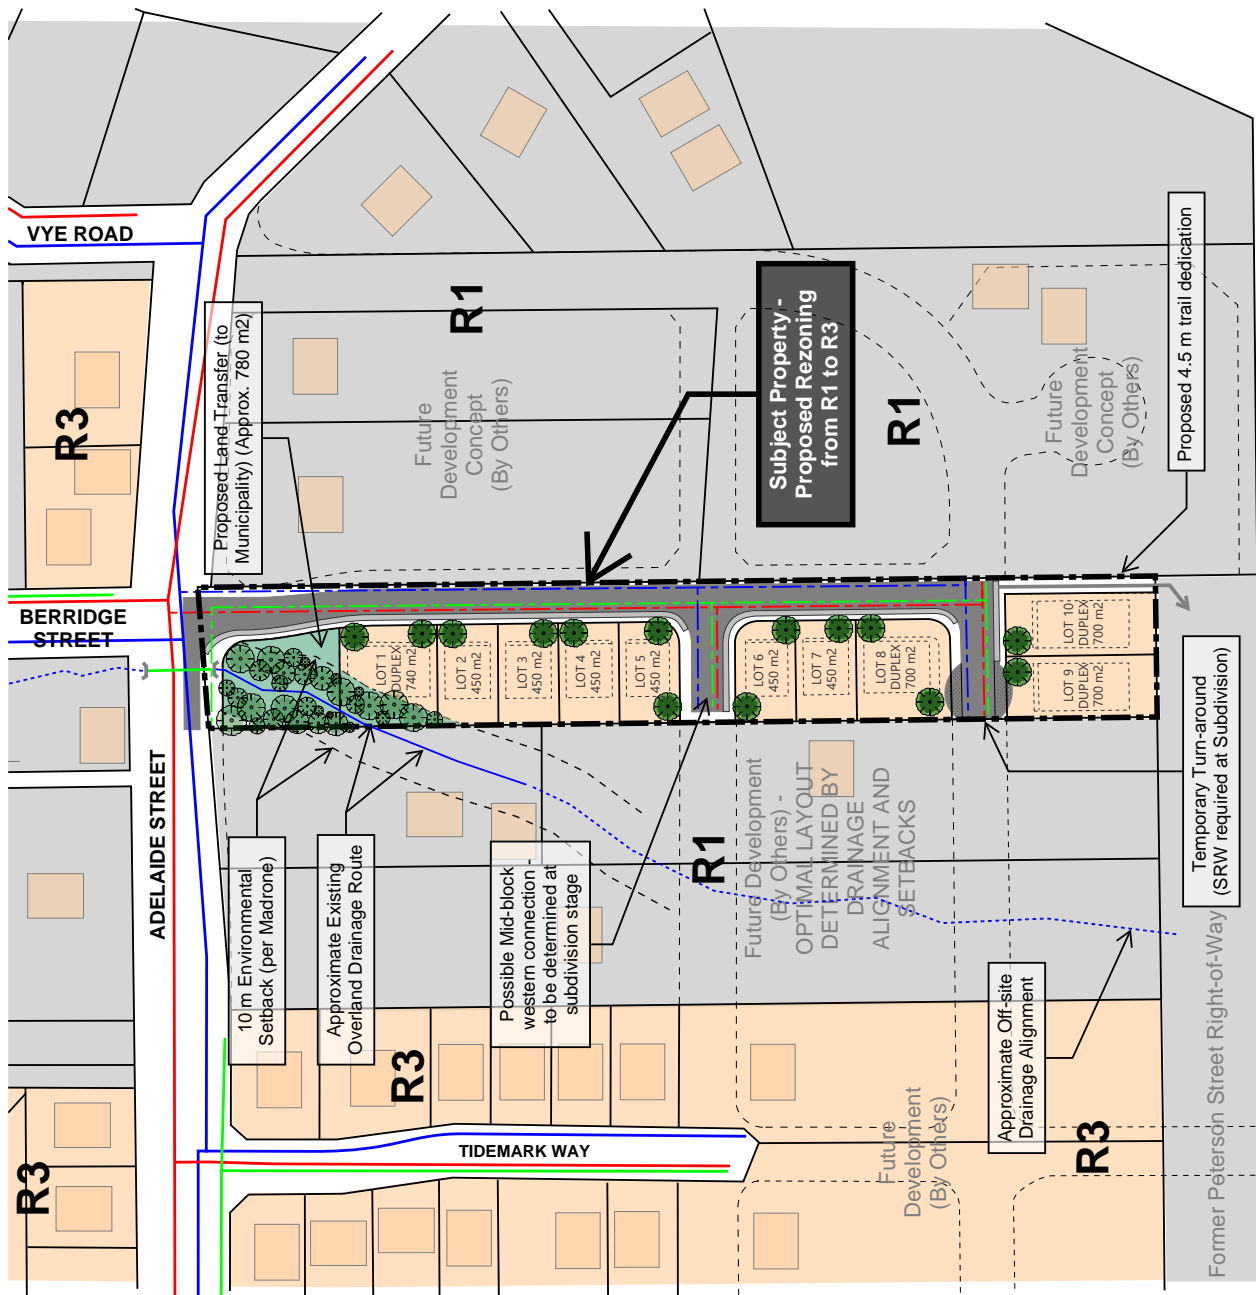 VYE ROAD
R3
Proposed Land Transfer (to
Municipality) (Approx. 780 m2)
R1
Future
Development
Concept
(By Others)
Subject Property -
Proposed Rezoning
from R1 to R3
R1
Future
Development
Concept
(By Others)
Proposed 4.5 m trail dedication
BERRIDGE
STREET
LOT 1
DUPLEX
740 m2
LOT 2
450 m2
LOT 3
450 m2
LOT 4
450 m2
LOT 5
450 m2
LOT 6
450 m2
LOT 7
450 m2
LOT 8
DUPLEX
700 m2
LOT 10
DUPLEX
700 m2
LOT 9
DUPLEX
700 m2
ADELAIDE STREET
10 m Environmental
Setback (per Madrone)
Approximate Existing
Overland Drainage Route
Possible Mid-block
western connection -
to be determined at
subdivision stage
R1
Future Development
(By Others) -
OPTIMAL LAYOUT
DETERMINED BY
DRAINAGE
ALIGNMENT AND
SETBACKS
Temporary Turn-around
(SRW required at Subdivision)
Approximate Off-site
Drainage Alignment
Former Peterson Street Right-of-Way
R3
TIDEMARK WAY
Future
Development
(By Others)
R3
R3